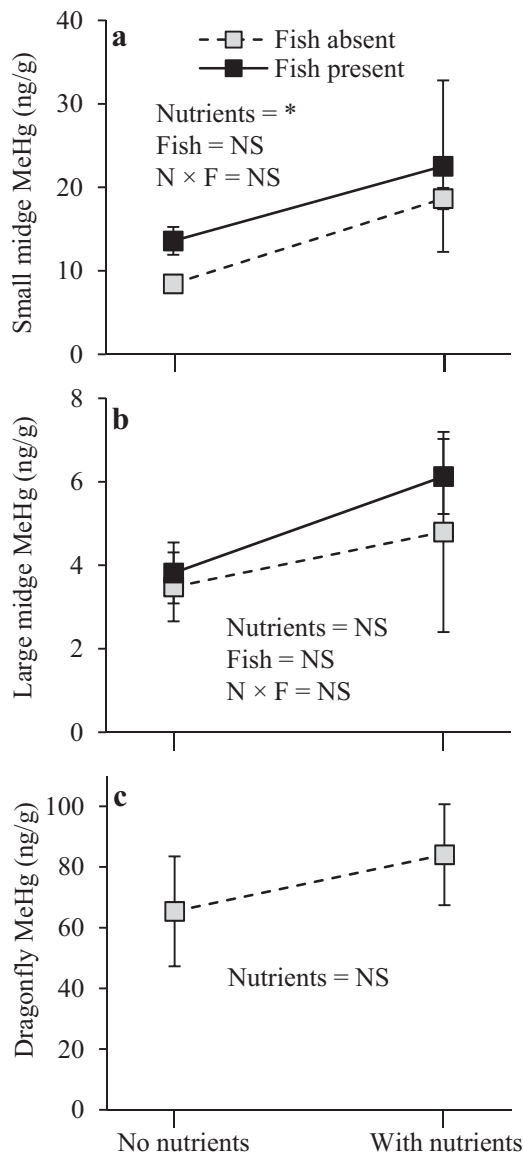 a
Fish absent
Fish present
Small midge MeHg (ng/g)
40
30
20
10
0
Nutrients = *
Fish = NS
N × F = NS
b
Large midge MeHg (ng/g)
8
6
4
2
0
Nutrients = NS
Fish = NS
N × F = NS
c
Dragonfly MeHg (ng/g)
100
80
60
40
20
0
Nutrients = NS
No nutrients
With nutrients